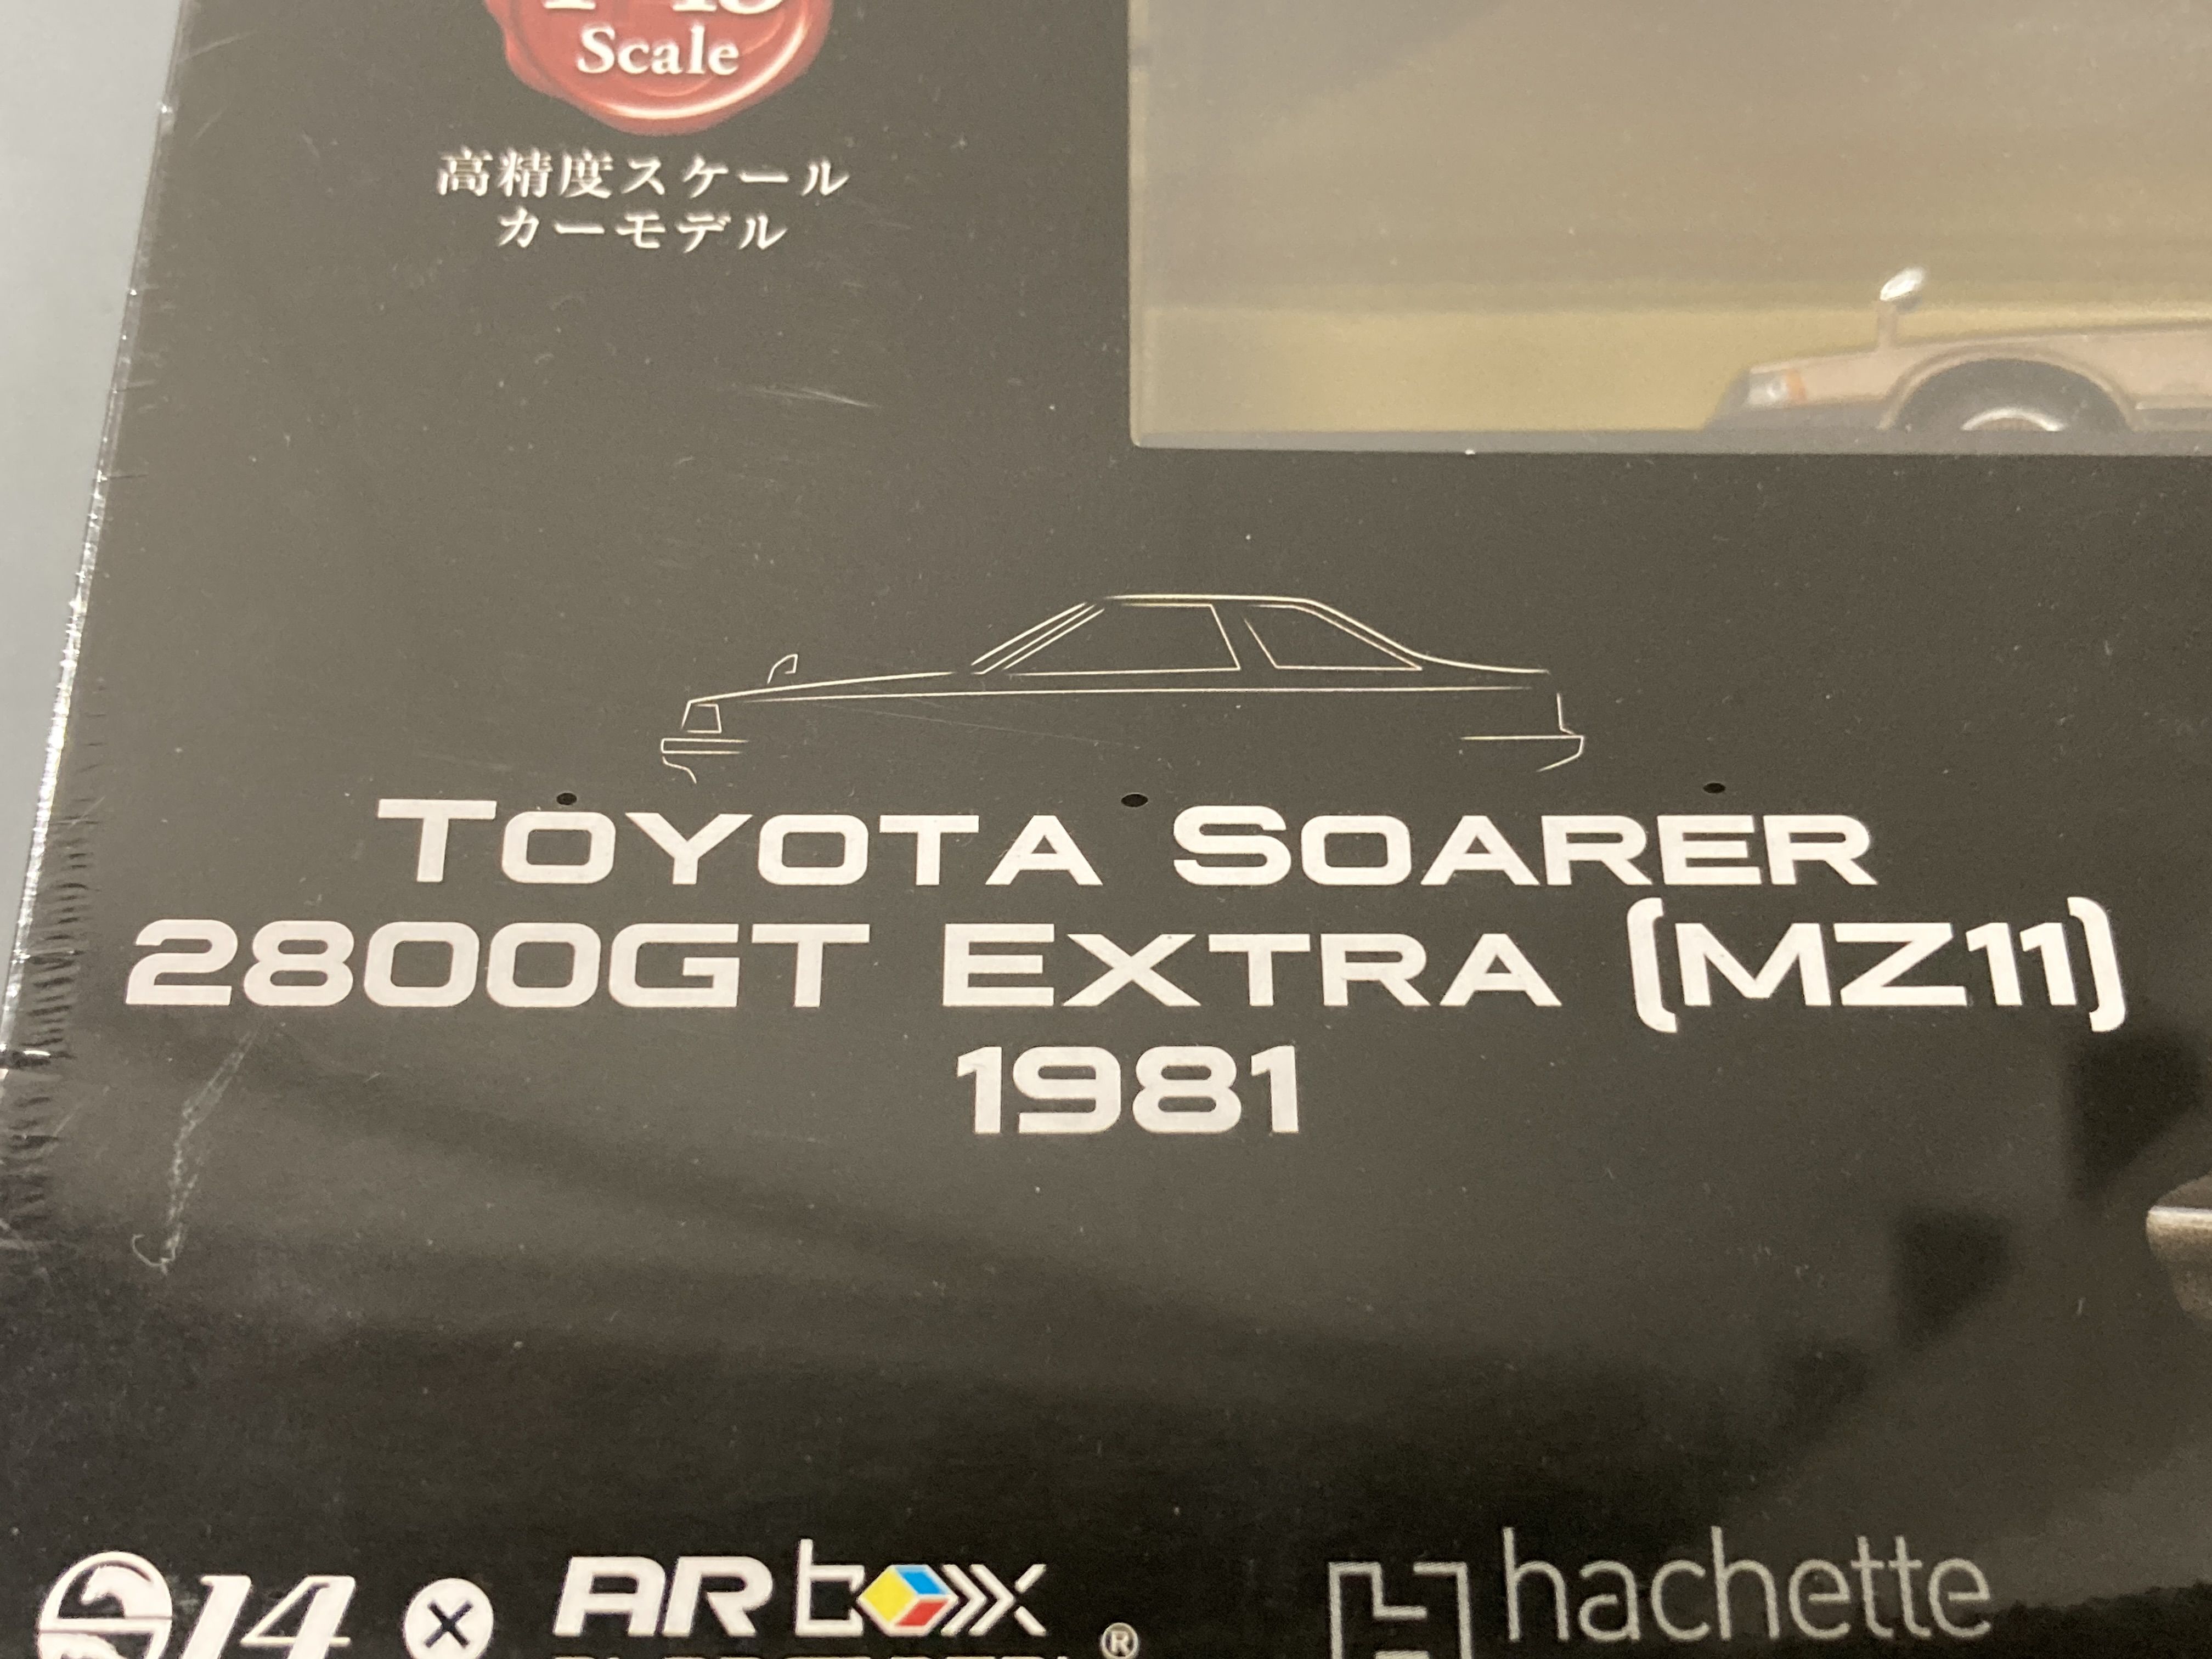 Scale
高精度スケール
カーモデル
TOYOTA SOARER
2800GT EXTRA (MZ11)
1981
14 × ARbox ® hachette